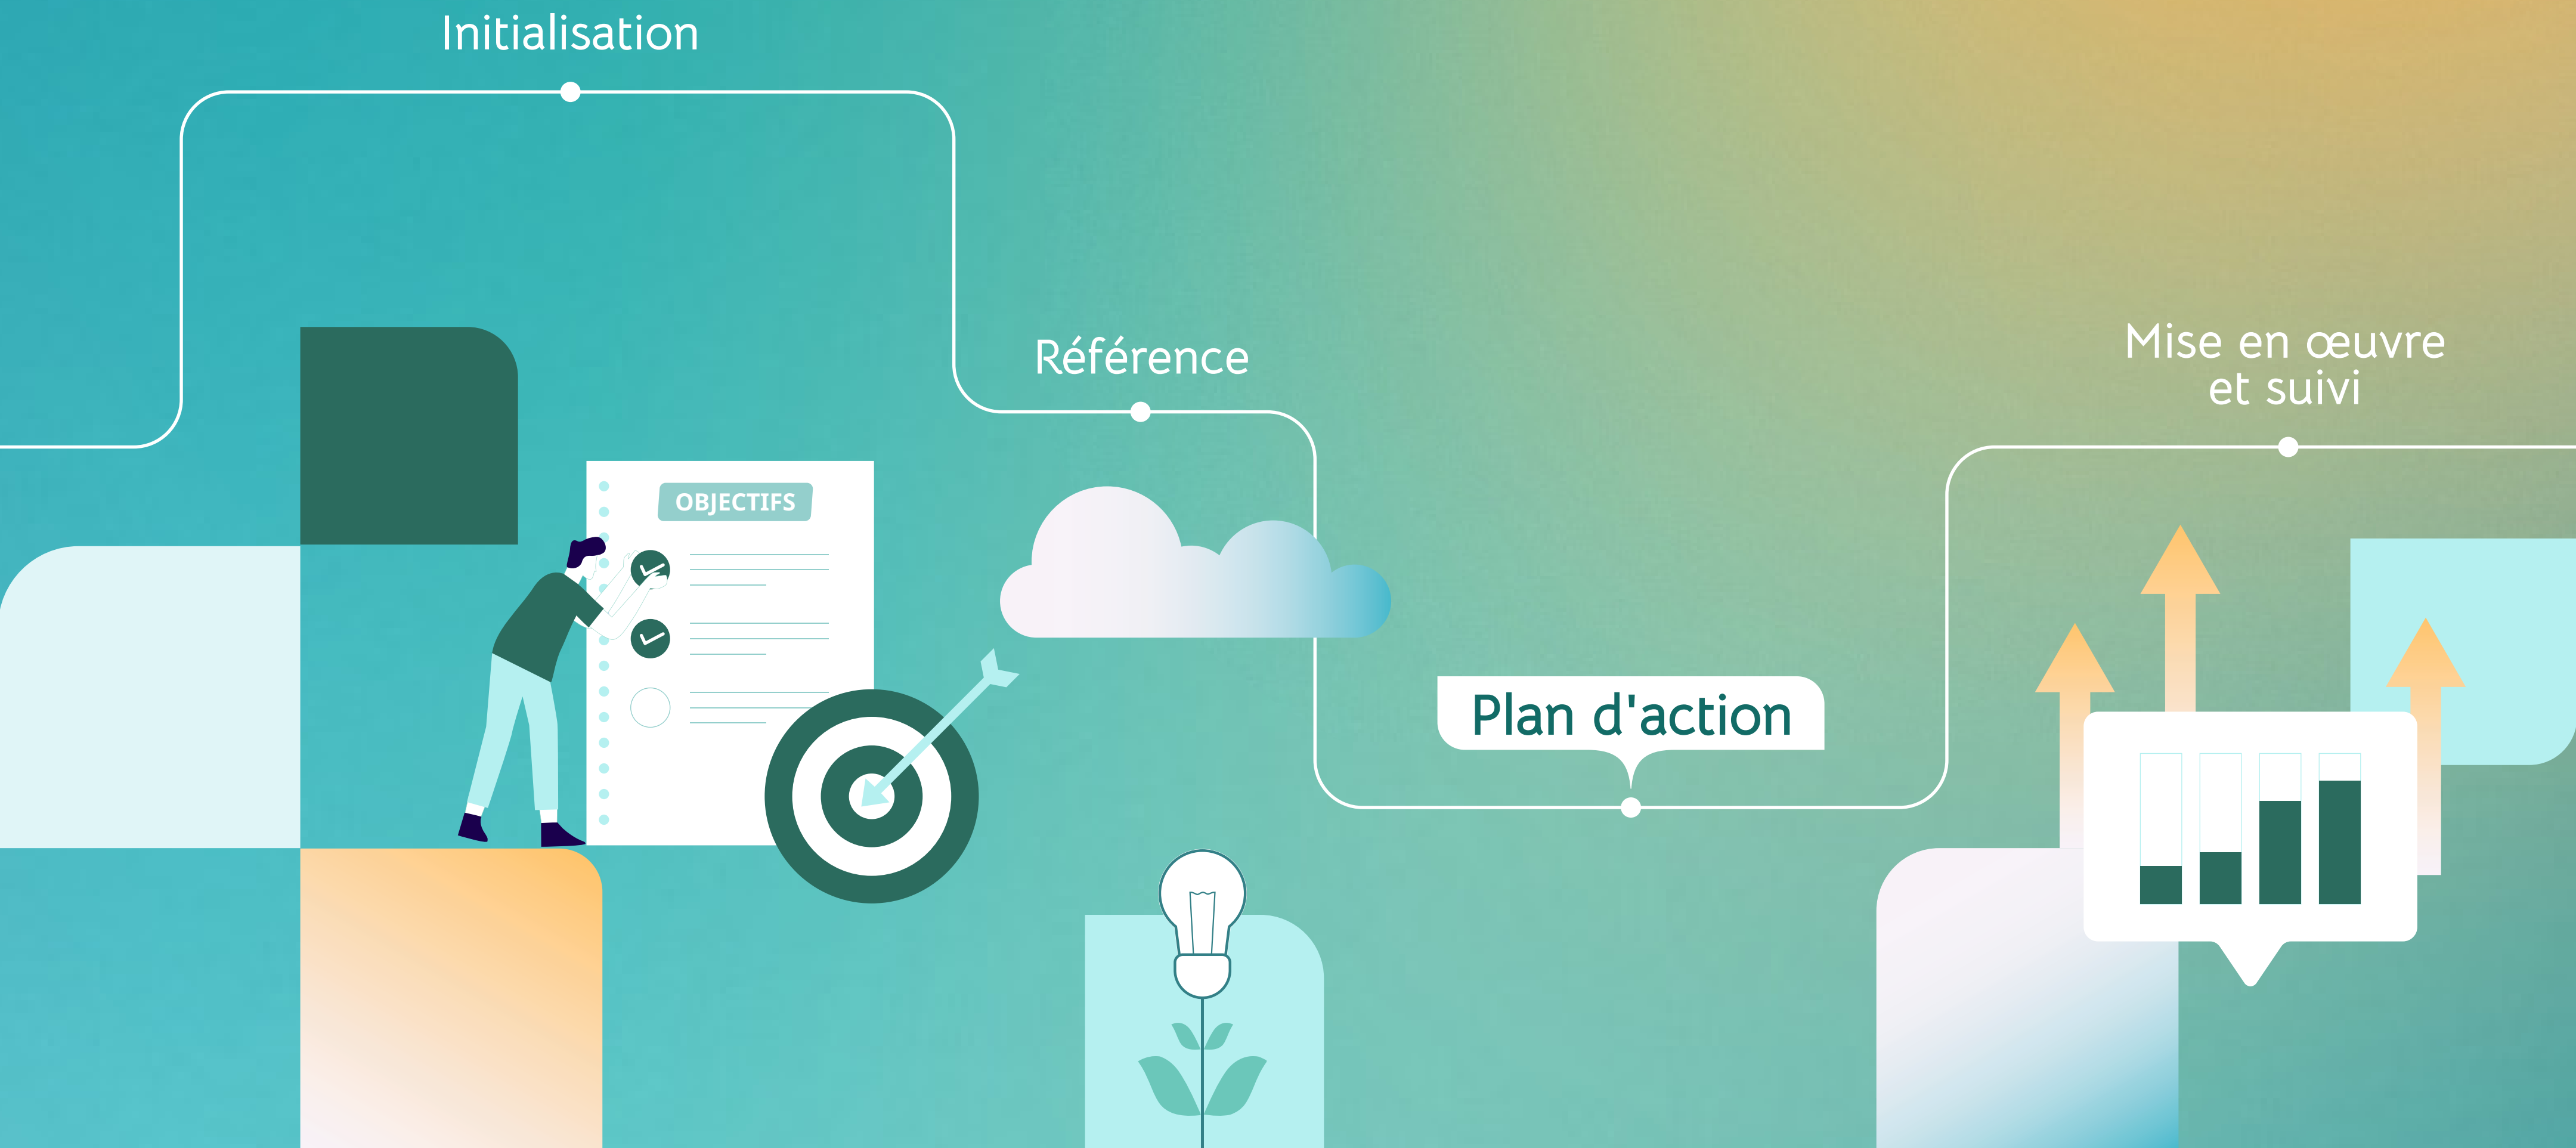 Initialisation
Référence
Mise en œuvre
et suivi
OBJECTIFS
Plan d'action